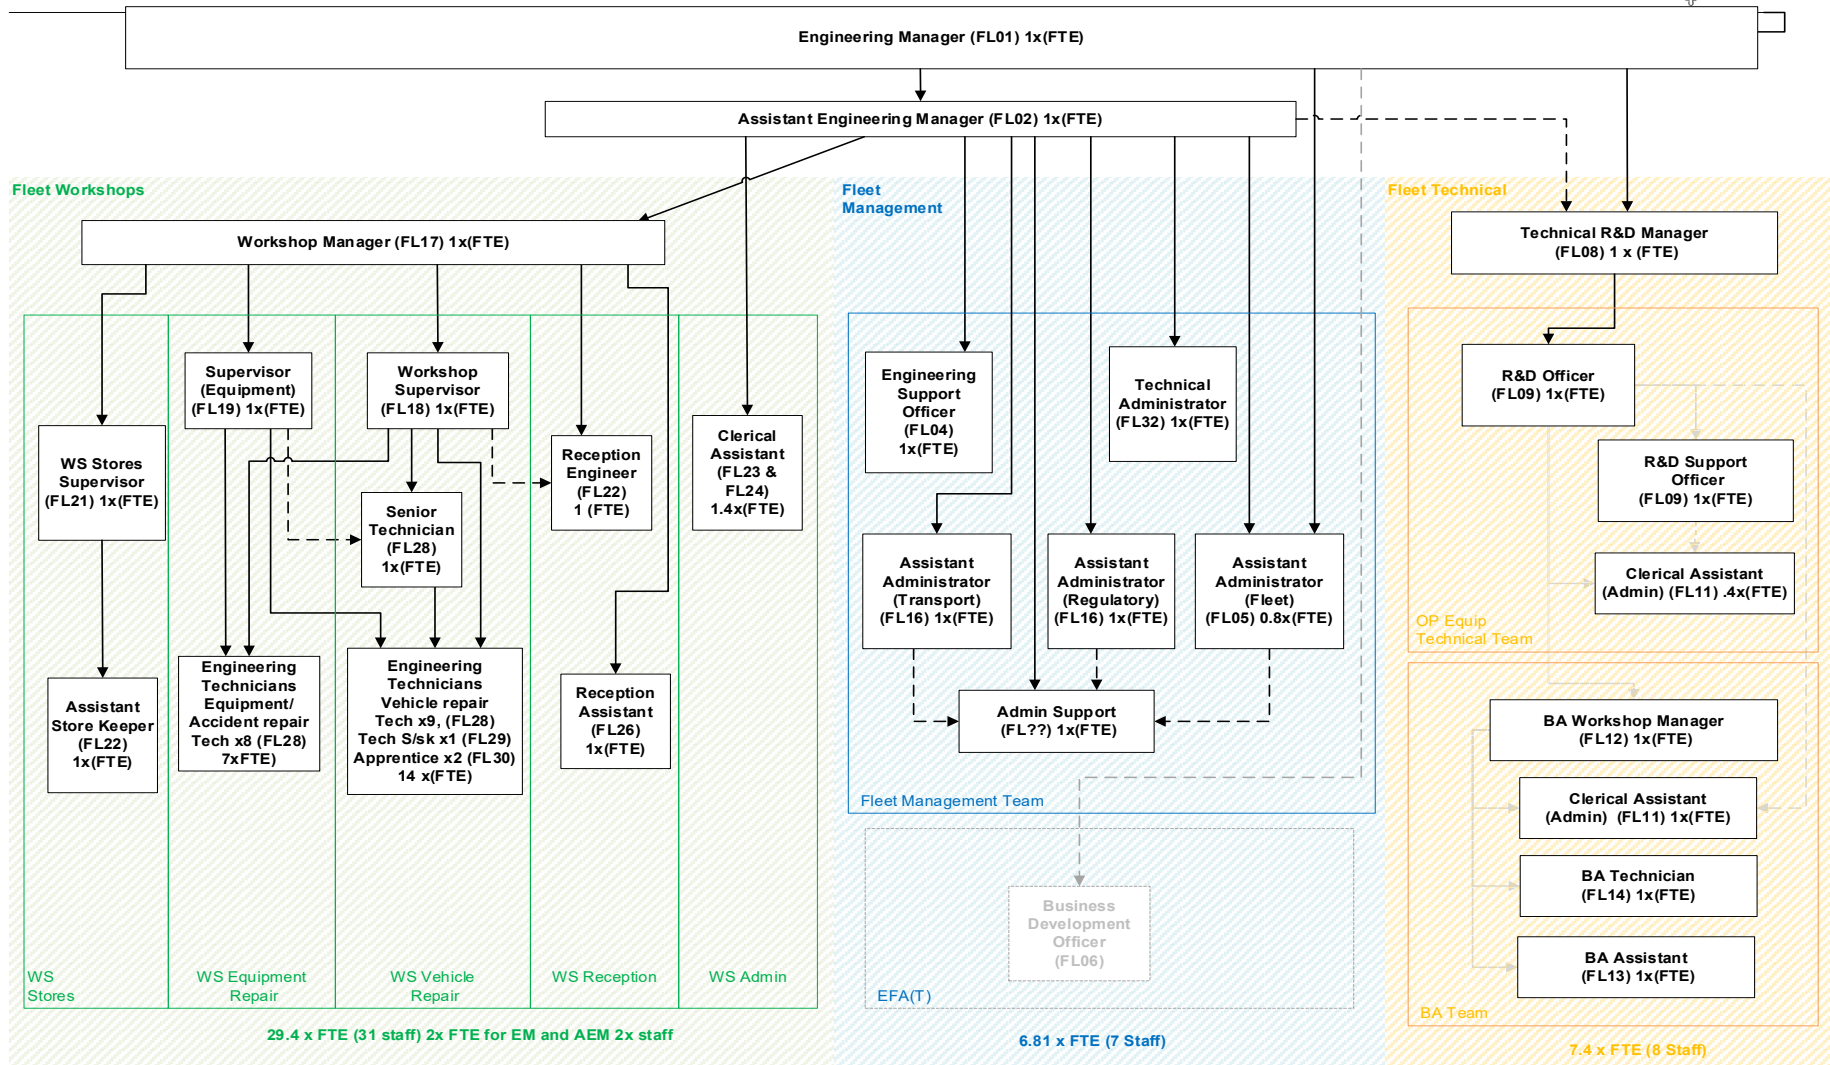 Engineering Manager (FL01) 1x(FTE)
Assistant Engineering Manager (FL02) 1x(FTE)
Fleet Workshops
Workshop Manager (FL17) 1x(FTE)
WS Stores
Supervisor
(FL21) 1x(FTE)
Assistant
Store Keeper
(FL22)
1x(FTE)
WS
Stores
Supervisor
(Equipment)
(FL19) 1x(FTE)
Engineering
Technicians
Equipment/
Accident repair
Tech x8 (FL28)
7xFTE)
WS Equipment
Repair
Workshop
Supervisor
(FL18) 1x(FTE)
Senior
Technician
(FL28)
1x(FTE)
Engineering
Technicians
Vehicle repair
Tech x9, (FL28)
Tech S/sk x1 (FL29)
Apprentice x2 (FL30)
14 x(FTE)
WS Vehicle
Repair
Reception
Engineer
(FL22)
1 (FTE)
Reception
Assistant
(FL26)
1x(FTE)
WS Reception
Clerical
Assistant
(FL23 &
FL24)
1.4x(FTE)
WS Admin
29.4 x FTE (31 staff) 2x FTE for EM and AEM 2x staff
Fleet
Management
Engineering
Support
Officer
(FL04)
1x(FTE)
Technical
Administrator
(FL32) 1x(FTE)
Assistant
Administrator
(Transport)
(FL16) 1x(FTE)
Assistant
Administrator
(Regulatory)
(FL16) 1x(FTE)
Assistant
Administrator
(Fleet)
(FL05) 0.8x(FTE)
Admin Support
(FL??) 1x(FTE)
Fleet Management Team
Business
Development
Officer
(FL06)
EFA(T)
6.81 x FTE (7 Staff)
Fleet Technical
Technical R&D Manager
(FL08) 1 x (FTE)
R&D Officer
(FL09) 1x(FTE)
R&D Support
Officer
(FL09) 1x(FTE)
Clerical Assistant
(Admin) (FL11) .4x(FTE)
OP Equip
Technical Team
BA Workshop Manager
(FL12) 1x(FTE)
Clerical Assistant
(Admin) (FL11) 1x(FTE)
BA Technician
(FL14) 1x(FTE)
BA Assistant
(FL13) 1x(FTE)
BA Team
7.4 x FTE (8 Staff)